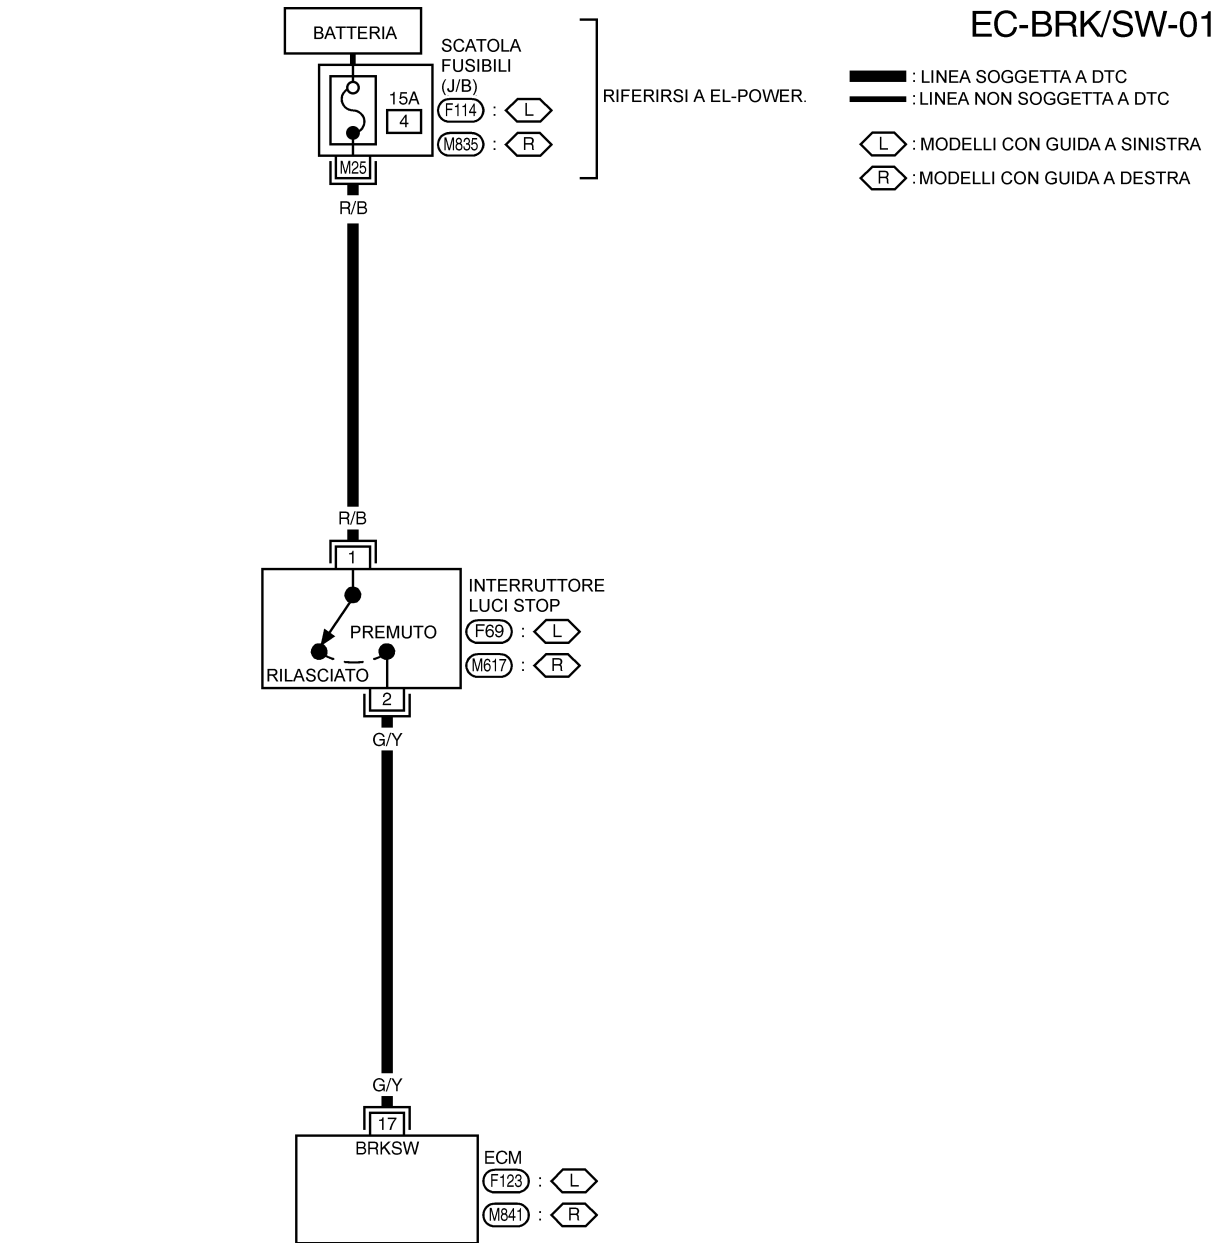 EC-BRK/SW-01
BATTERIA
SCATOLA
FUSIBILI
(J/B)
15A
4
F114 : L
M835 : R
M25
RIFERIRSI A EL-POWER.
: LINEA SOGGETTA A DTC
: LINEA NON SOGGETTA A DTC
L : MODELLI CON GUIDA A SINISTRA
R : MODELLI CON GUIDA A DESTRA
R/B
R/B
1
INTERRUTTORE
LUCI STOP
F69 : L
M617 : R
PREMUTO
RILASCIATO
2
G/Y
G/Y
17
BRKSW
ECM
F123 : L
M841 : R